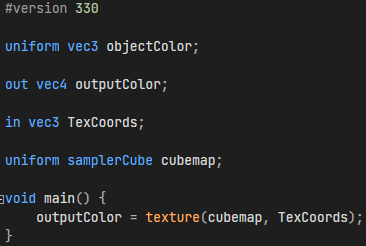 #version 330
uniform vec3 objectColor;
out vec4 outputColor;
in vec3 TexCoords;
uniform samplerCube cubemap;
void main() {
    outputColor = texture(cubemap, TexCoords);
}